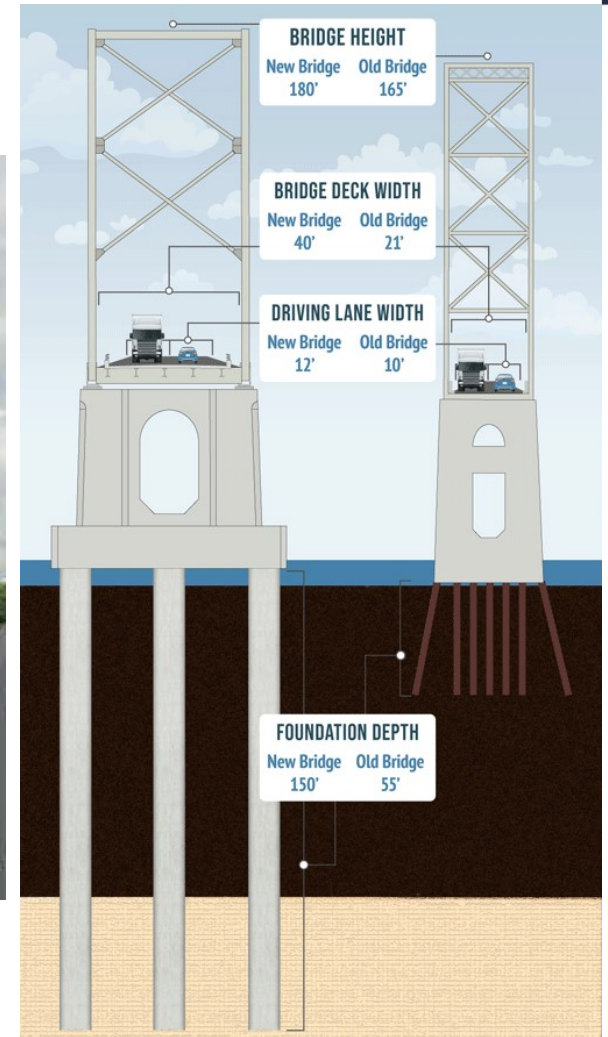 BRIDGE HEIGHT
New Bridge Old Bridge
180' 165'
BRIDGE DECK WIDTH
New Bridge Old Bridge
40' 21'
DRIVING LANE WIDTH
New Bridge Old Bridge
12' 10'
FOUNDATION DEPTH
New Bridge Old Bridge
150' 55'